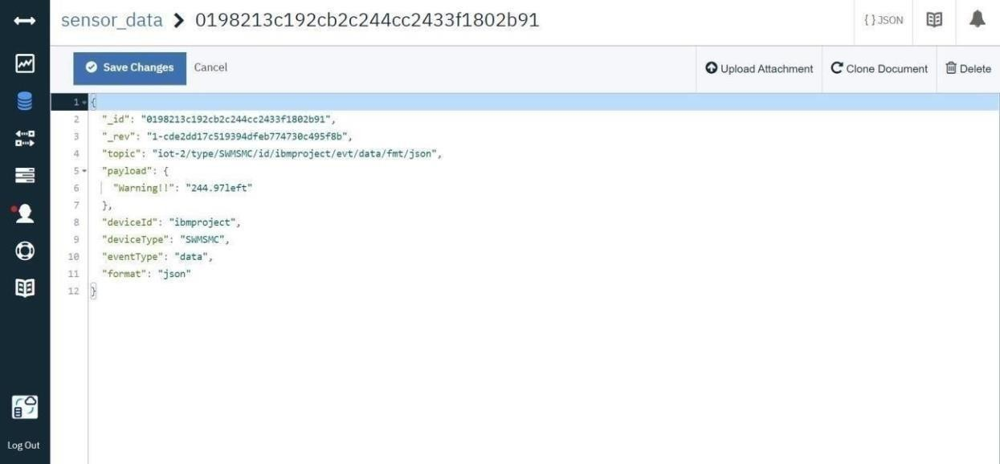 sensor_data > 0198213c192cb2c244cc2433f1802b91
{ } JSON
Save Changes
Cancel
Upload Attachment
Clone Document
Delete
1 {
2 "_id": "0198213c192cb2c244cc2433f1802b91",
3 "_rev": "1-cde2dd17c519394dfeb774730c495f8b",
4 "topic": "iot-2/type/SWMSMC/id/ibmproject/evt/data/fmt/json",
5 "payload": {
6 "Warning!!": "244.97left"
7 },
8 "deviceId": "ibmproject",
9 "deviceType": "SWMSMC",
10 "eventType": "data",
11 "format": "json"
12 }
Log Out